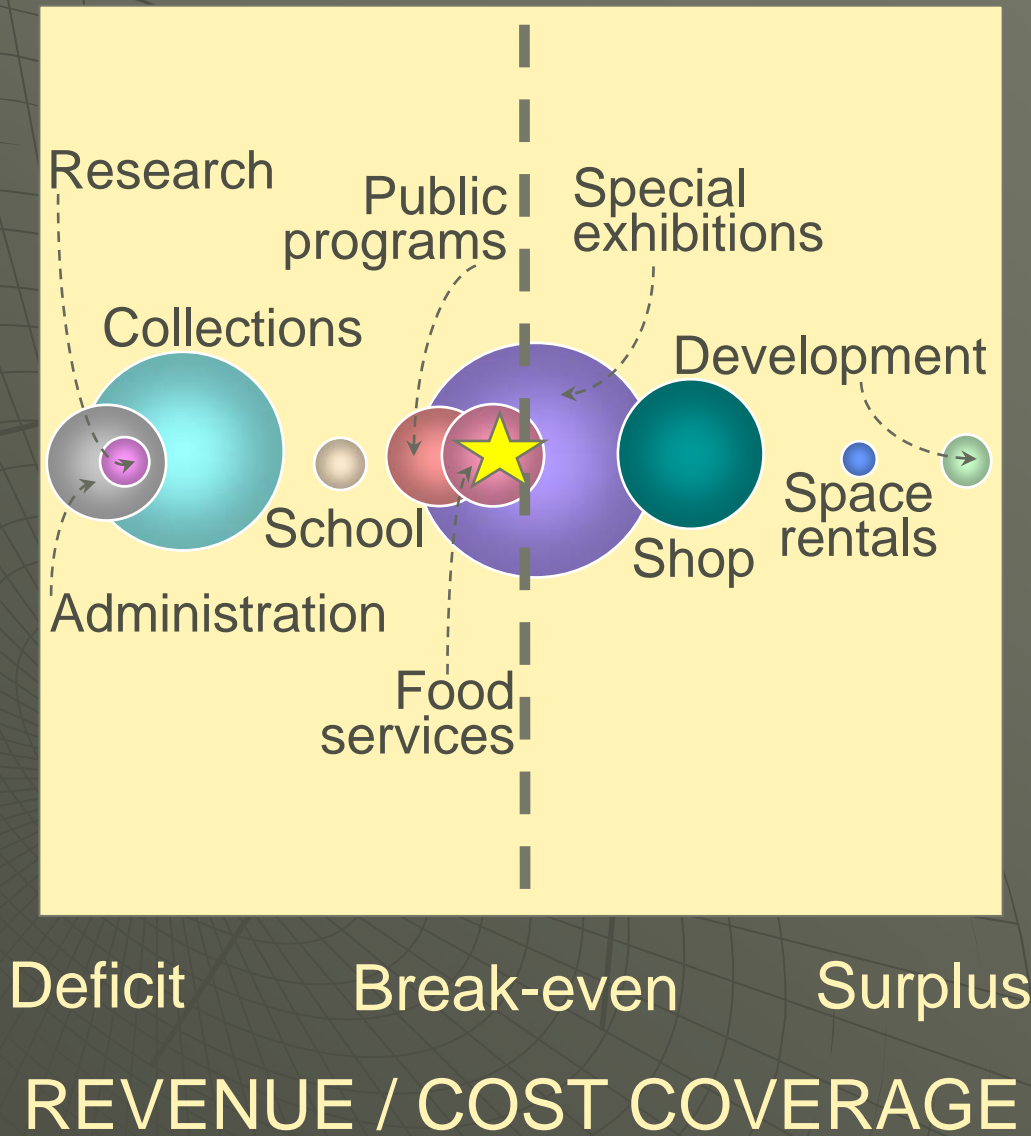 Research
Public
programs
Special
exhibitions
Collections
Development
School
Space
rentals
Shop
Administration
Food
services
Deficit
Break-even
Surplus
REVENUE / COST COVERAGE